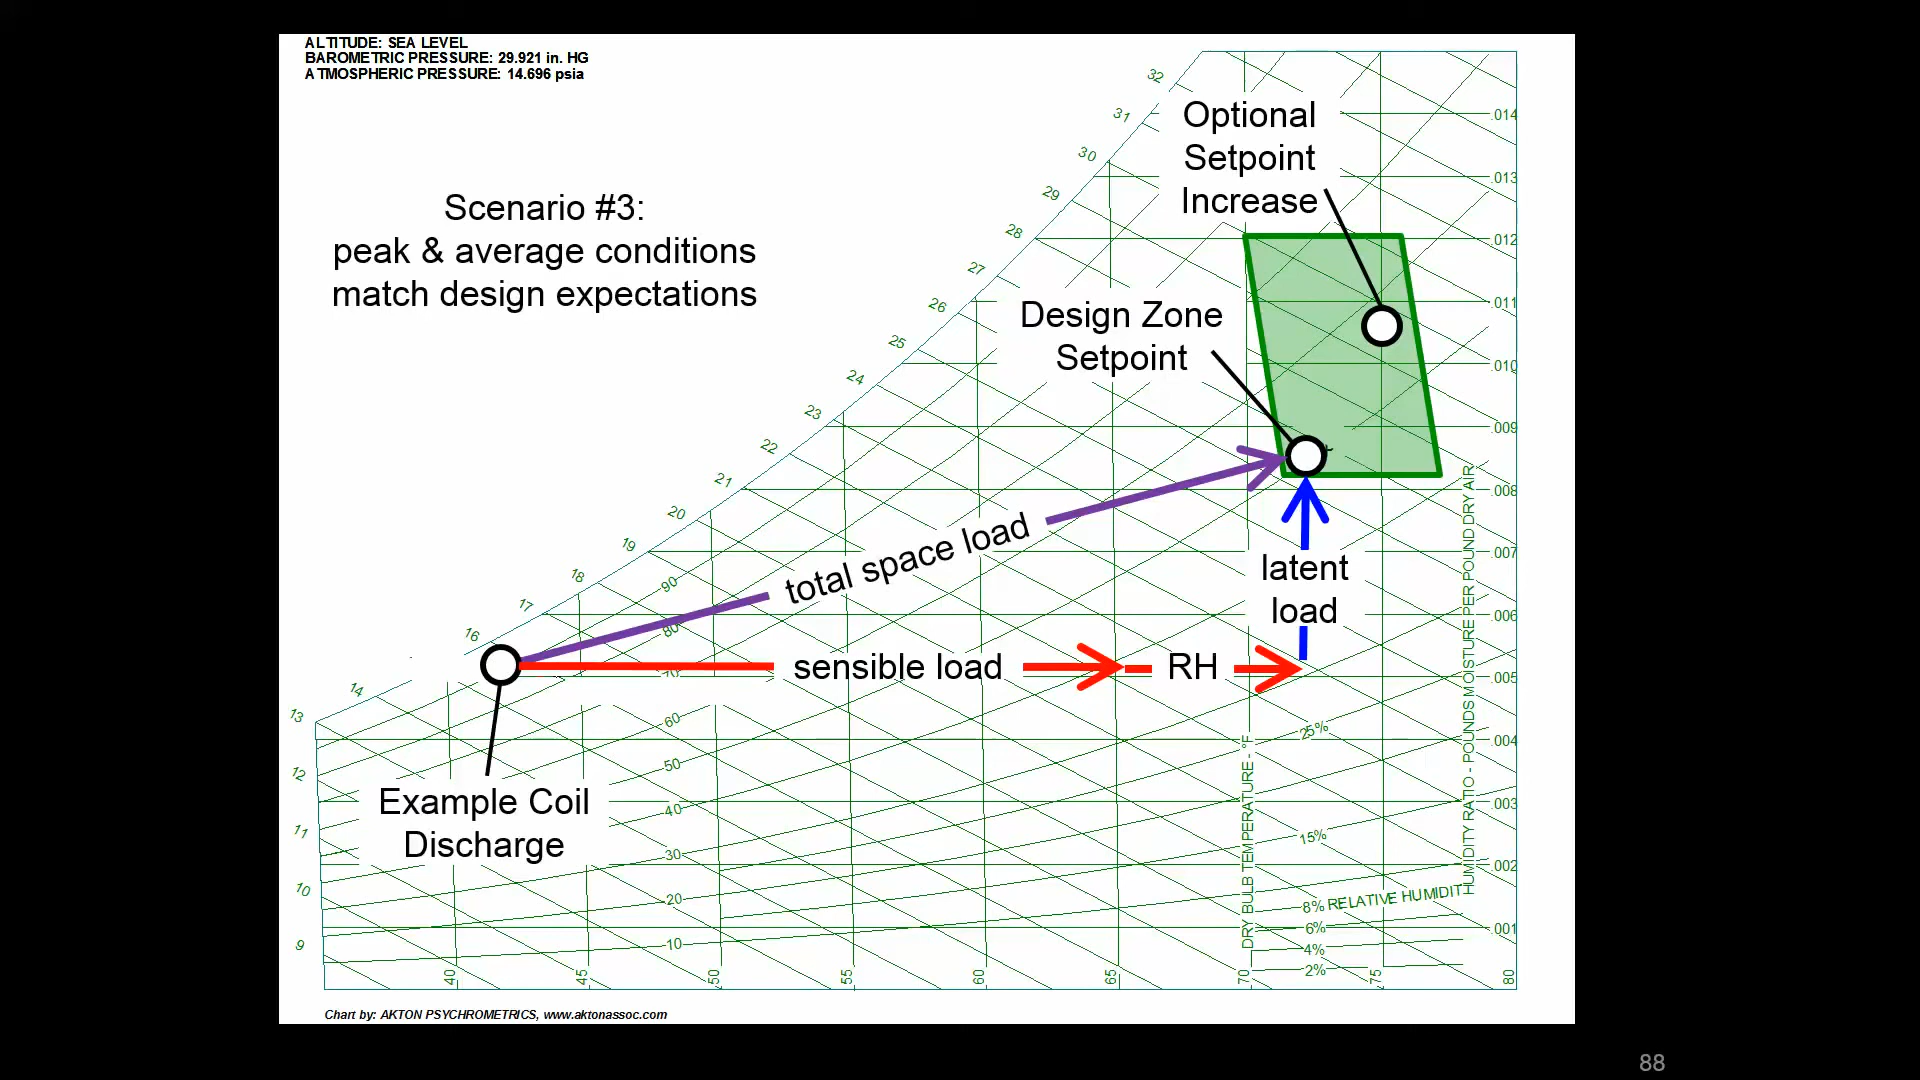 ALTITUDE: SEA LEVEL
BAROMETRIC PRESSURE: 29.921 in. HG
ATMOSPHERIC PRESSURE: 14.696 psia
Scenario #3:
peak & average conditions
match design expectations
Optional
Setpoint
Increase
Design Zone
Setpoint
total space load
sensible load
RH
latent
load
Example Coil
Discharge
32
31
30
29
28
27
26
25
24
23
22
21
20
19
18
17
16
14
13
12
11
10
9
90
80
70
60
50
40
30
20
10
25%
15%
8% RELATIVE HUMIDIT
6%
4%
2%
.014
.013
.012
.011
.010
.009
.008
.007
.006
.005
.004
.003
.002
.001
DRY BULB TEMPERATURE - °F
HUMIDITY RATIO - POUNDS MOISTURE PER POUND DRY AIR
40
45
50
55
60
65
70
75
80
Chart by: AKTON PSYCHROMETRICS, www.aktonassoc.com
88